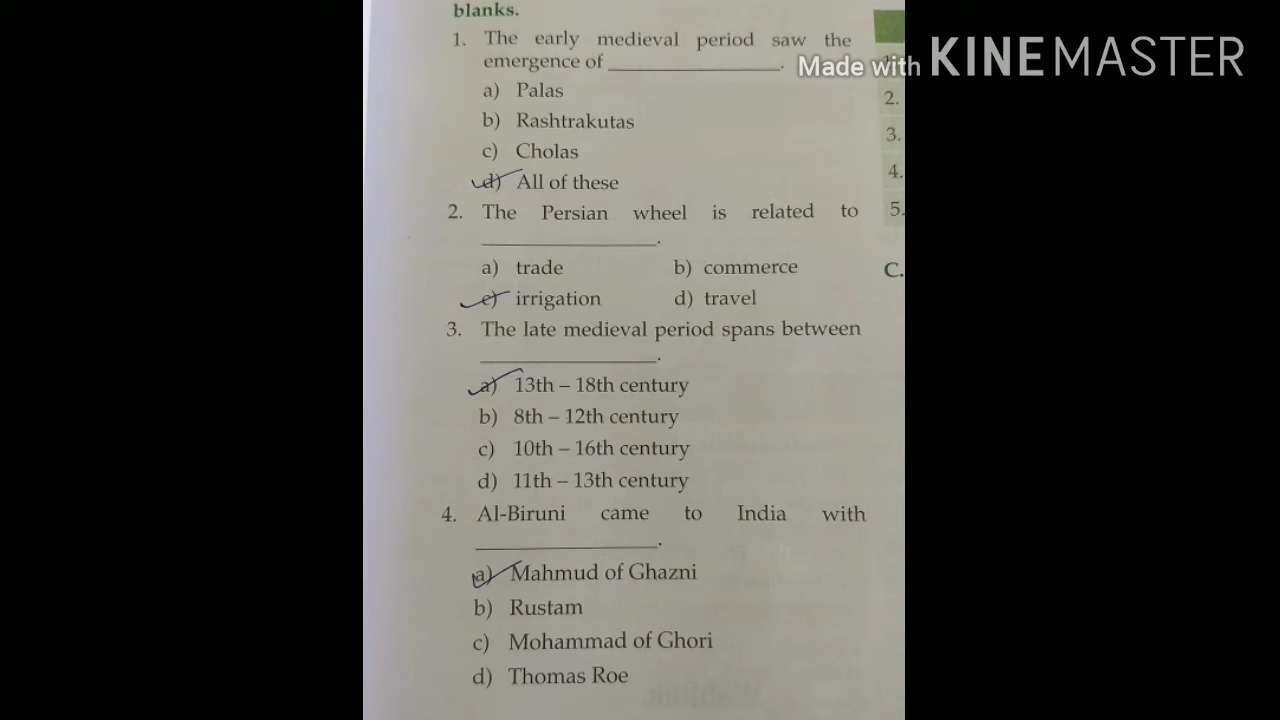 blanks.
1. The early medieval period saw the
emergence of ________________.
a) Palas
b) Rashtrakutas
c) Cholas
d) All of these
2. The Persian wheel is related to
________________.
a) trade b) commerce
c) irrigation d) travel
3. The late medieval period spans between
________________.
a) 13th – 18th century
b) 8th – 12th century
c) 10th – 16th century
d) 11th – 13th century
4. Al-Biruni came to India with
________________.
a) Mahmud of Ghazni
b) Rustam
c) Mohammad of Ghori
d) Thomas Roe
2.
3.
4.
5.
C.
Made with KINEMASTER